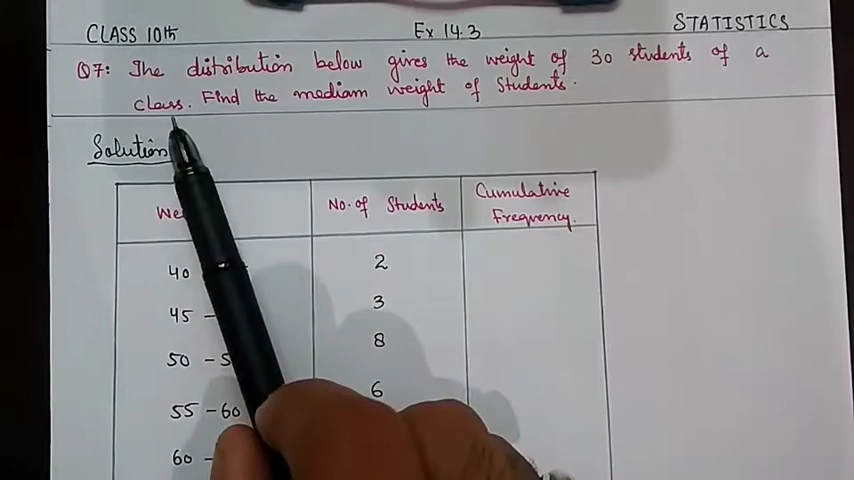 CLASS 10th Ex 14.3 STATISTICS
Q7: The distribution below gives the weight of 30 students of a
class. Find the mediam weight of Students.
Solution
No. of Students Cumulative Frequency.
40 2
45 - 3
50 - 8
55 - 60 6
60 -